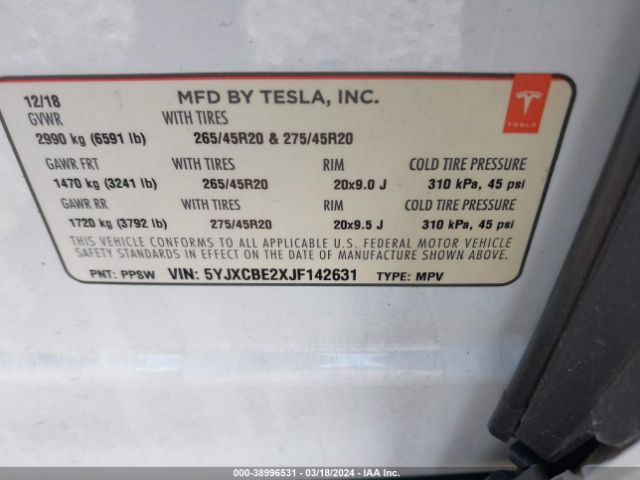 12/18 MFD BY TESLA, INC.
GVWR WITH TIRES
2990 kg (6591 lb) 265/45R20 & 275/45R20
TESLA
GAWR FRT WITH TIRES RIM COLD TIRE PRESSURE
1470 kg (3241 lb) 265/45R20 20x9.0 J 310 kPa, 45 psi
GAWR RR WITH TIRES RIM COLD TIRE PRESSURE
1720 kg (3792 lb) 275/45R20 20x9.5 J 310 kPa, 45 psi
THIS VEHICLE CONFORMS TO ALL APPLICABLE U.S. FEDERAL MOTOR VEHICLE
SAFETY STANDARDS IN EFFECT ON THE DATE OF MANUFACTURE SHOWN ABOVE.
PNT: PPSW VIN: 5YJXCBE2XJF142631 TYPE: MPV
000-38996531 - 03/18/2024 - IAA Inc.